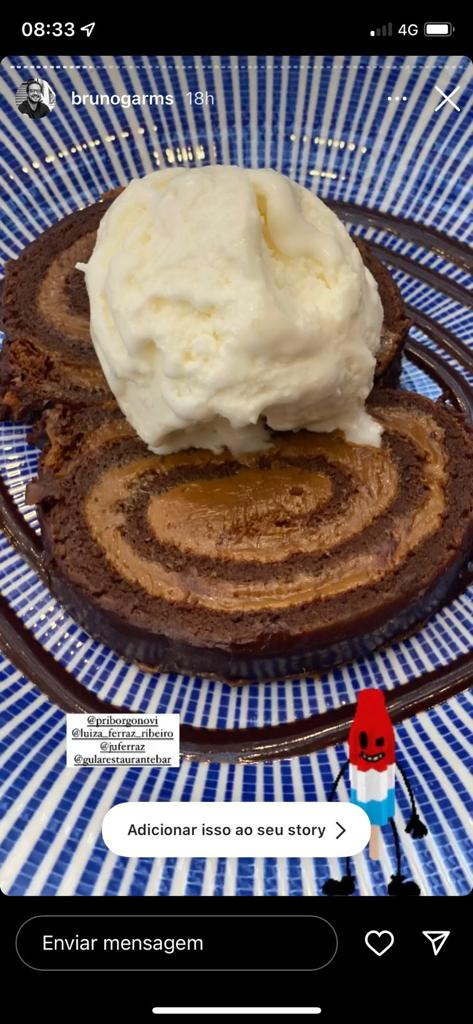 08:33 4G
brunogarms 18h
@priborgonovi
@luiza_ferraz_ribeiro
@juferraz
@gularestaurantebar
Adicionar isso ao seu story
Enviar mensagem